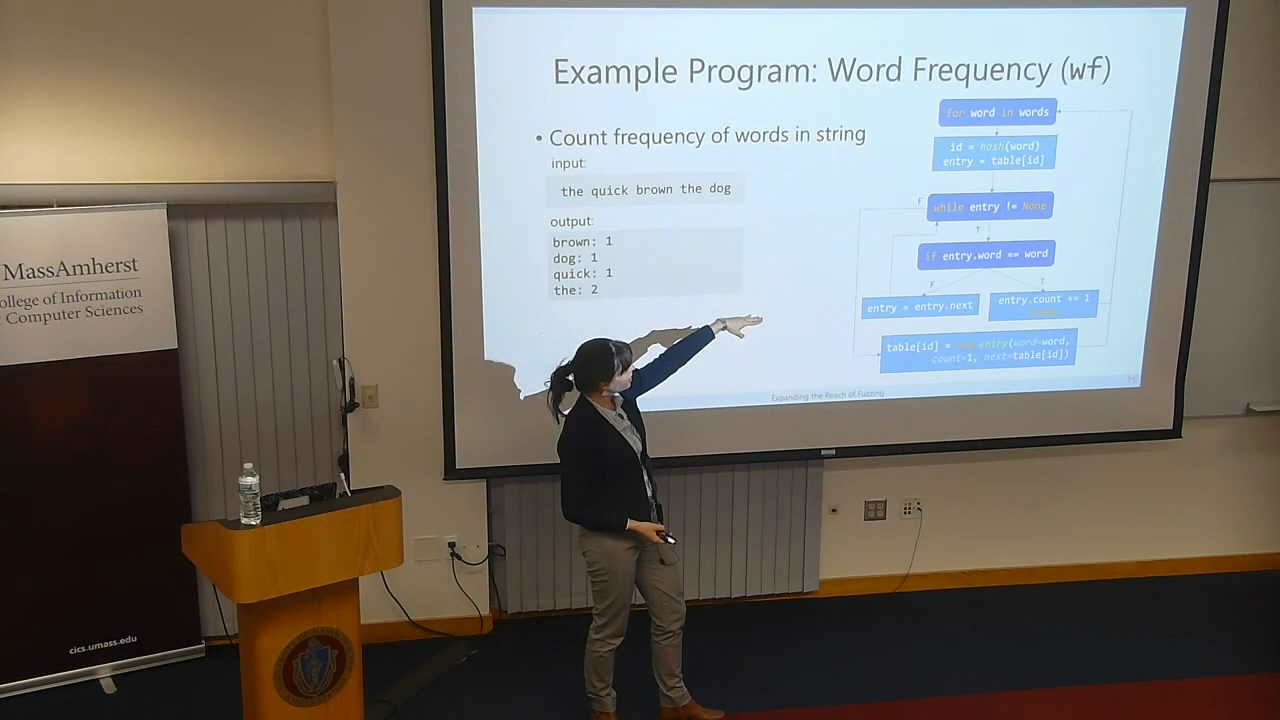 Example Program: Word Frequency (wf)
• Count frequency of words in string
input:
the quick brown the dog
output:
brown: 1
dog: 1
quick: 1
the: 2
for word in words
id = hash(word)
entry = table[id]
while entry != None
F
T
if entry.word == word
F
T
entry = entry.next
entry.count += 1
table[id] = new entry(word=word,
count=1, next=table[id])
Expanding the Reach of Fuzzing
MassAmherst
College of Information
Computer Sciences
cics.umass.edu